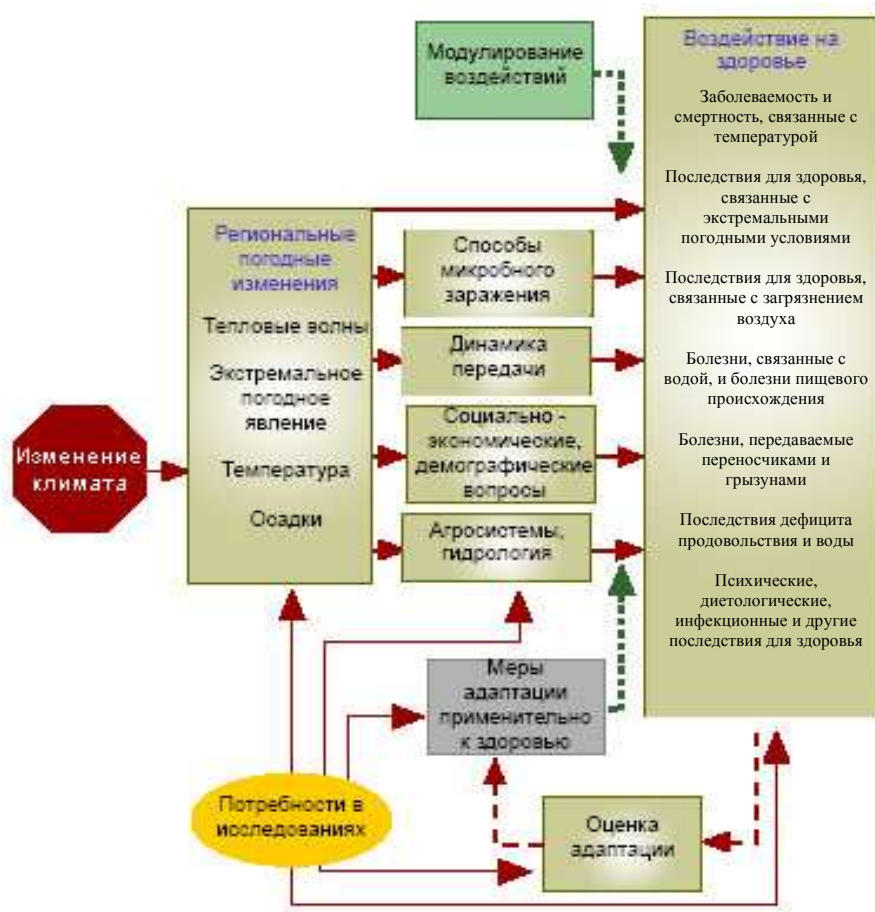 Модулирование
воздействий
Воздействие на
здоровье
Заболеваемость и
смертность, связанные с
температурой
Последствия для здоровья,
связанные с
экстремальными
погодными условиями
Последствия для здоровья,
связанные с загрязнением
воздуха
Болезни, связанные с
водой, и болезни пищевого
происхождения
Болезни, передаваемые
переносчиками и
грызунами
Последствия дефицита
продовольствия и воды
Психические,
диетологические,
инфекционные и другие
последствия для здоровья
Региональные
погодные
изменения
Тепловые волны
Экстремальное
погодное
явление
Температура
Осадки
Способы
микробного
заражения
Динамика
передачи
Социально -
экономические,
демографические
вопросы
Агросистемы,
гидрология
Изменение
климата
Меры
адаптации
применительно
к здоровью
Потребности в
исследованиях
Оценка
адаптации